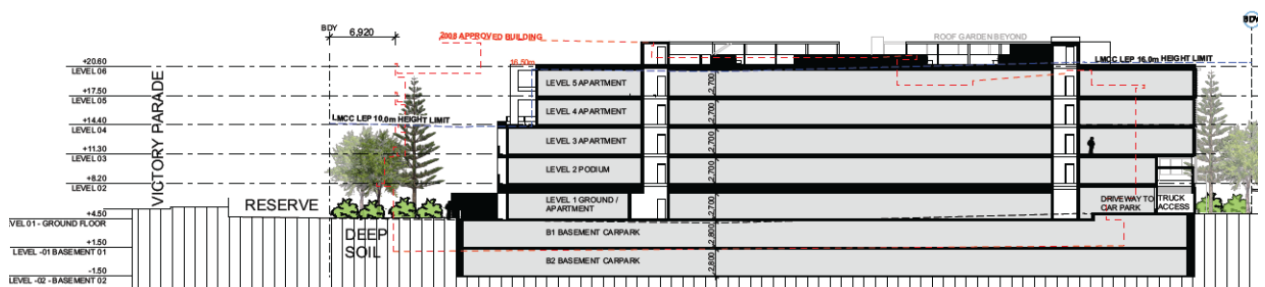 BDY
6,920
2008 APPROVED BUILDING
ROOF GARDEN BEYOND
BDY
+20.60
LEVEL 06
16.50m
LMCC LEP 16.0m HEIGHT LIMIT
LEVEL 5 APARTMENT
2,700
+17.50
LEVEL 05
LEVEL 4 APARTMENT
2,700
LMCC LEP 10.0m HEIGHT LIMIT
+14.40
LEVEL 04
LEVEL 3 APARTMENT
2,700
+11.30
LEVEL 03
LEVEL 2 PODIUM
2,700
+8.20
LEVEL 02
VICTORY PARADE
RESERVE
LEVEL 1 GROUND /
APARTMENT
2,700
DRIVEWAY TO
CAR PARK
TRUCK
ACCESS
+4.50
VEL 01 - GROUND FLOOR
DEEP
SOIL
B1 BASEMENT CARPARK
2,800
+1.50
LEVEL -01 BASEMENT 01
B2 BASEMENT CARPARK
2,800
-1.50
LEVEL -02 - BASEMENT 02